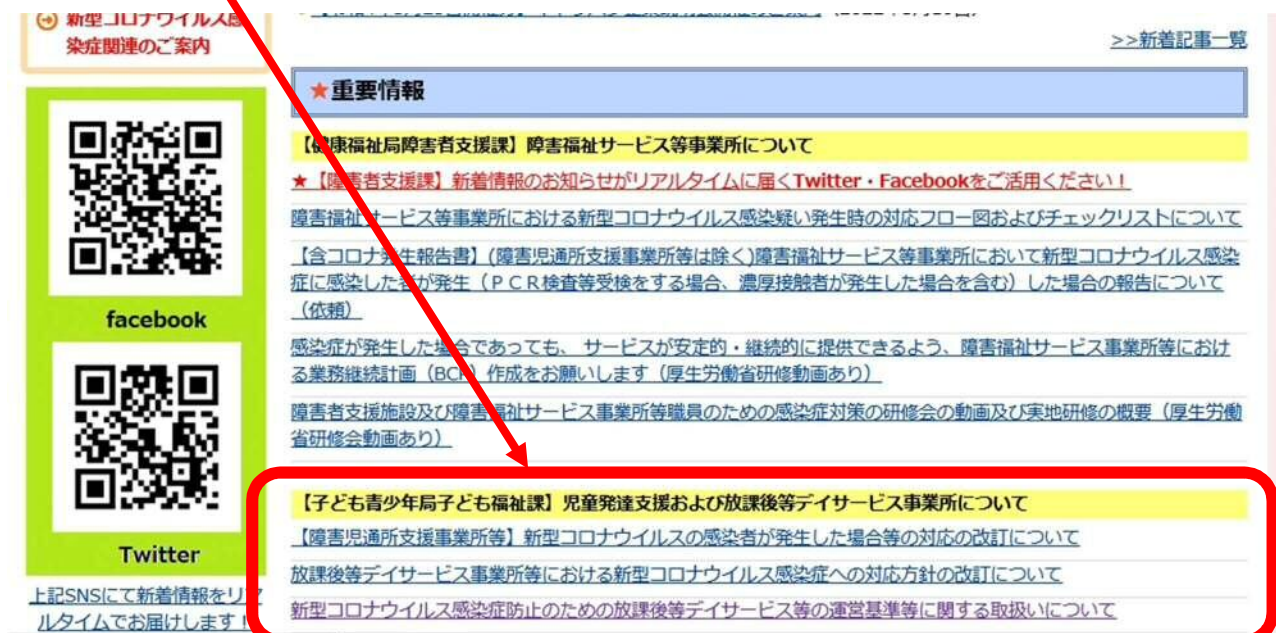 新型コロナウイルス感
染症関連のご案内
facebook
Twitter
上記SNSにて新着情報をリア
ルタイムでお届けします！
>>新着記事一覧
★重要情報
【健康福祉局障害者支援課】障害福祉サービス等事業所について
★【障害者支援課】新着情報のお知らせがリアルタイムに届くTwitter・Facebookをご活用ください！
障害福祉サービス等事業所における新型コロナウイルス感染疑い発生時の対応フロー図およびチェックリストについて
【含コロナ発生報告書】(障害児通所支援事業所等は除く)障害福祉サービス等事業所において新型コロナウイルス感染
症に感染した者が発生（ＰＣＲ検査等受検をする場合、濃厚接触者が発生した場合を含む）した場合の報告について
（依頼）
感染症が発生した場合であっても、 サービスが安定的・継続的に提供できるよう、障害福祉サービス事業所等におけ
る業務継続計画（BCP）作成をお願いします（厚生労働省研修動画あり）
障害者支援施設及び障害福祉サービス事業所等職員のための感染症対策の研修会の動画及び実地研修の概要（厚生労働
省研修会動画あり）
【子ども青少年局子ども福祉課】児童発達支援および放課後等デイサービス事業所について
【障害児通所支援事業所等】新型コロナウイルスの感染者が発生した場合等の対応の改訂について
放課後等デイサービス事業所等における新型コロナウイルス感染症への対応方針の改訂について
新型コロナウイルス感染症防止のための放課後等デイサービス等の運営基準等に関する取扱いについて